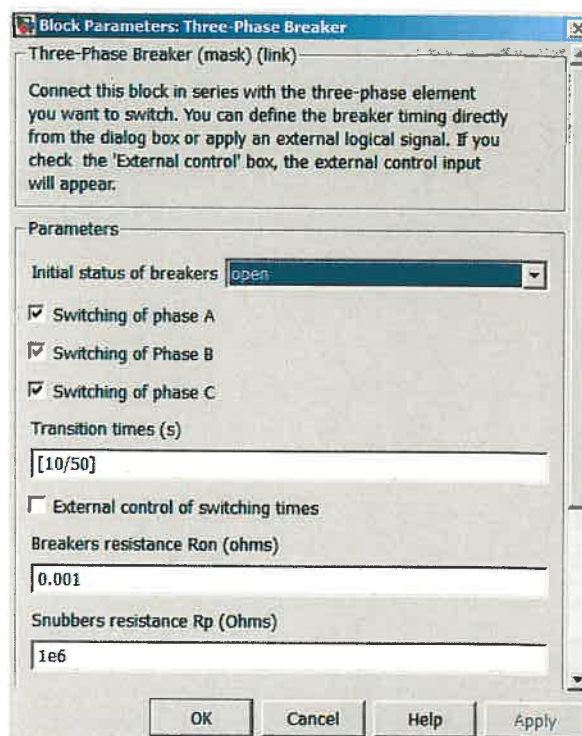 Block Parameters: Three-Phase Breaker
Three-Phase Breaker (mask) (link)
Connect this block in series with the three-phase element
you want to switch. You can define the breaker timing directly
from the dialog box or apply an external logical signal. If you
check the 'External control' box, the external control input
will appear.
Parameters
Initial status of breakers open
Switching of phase A
Switching of Phase B
Switching of phase C
Transition times (s)
[10/50]
External control of switching times
Breakers resistance Ron (ohms)
0.001
Snubbers resistance Rp (Ohms)
1e6
OK Cancel Help Apply